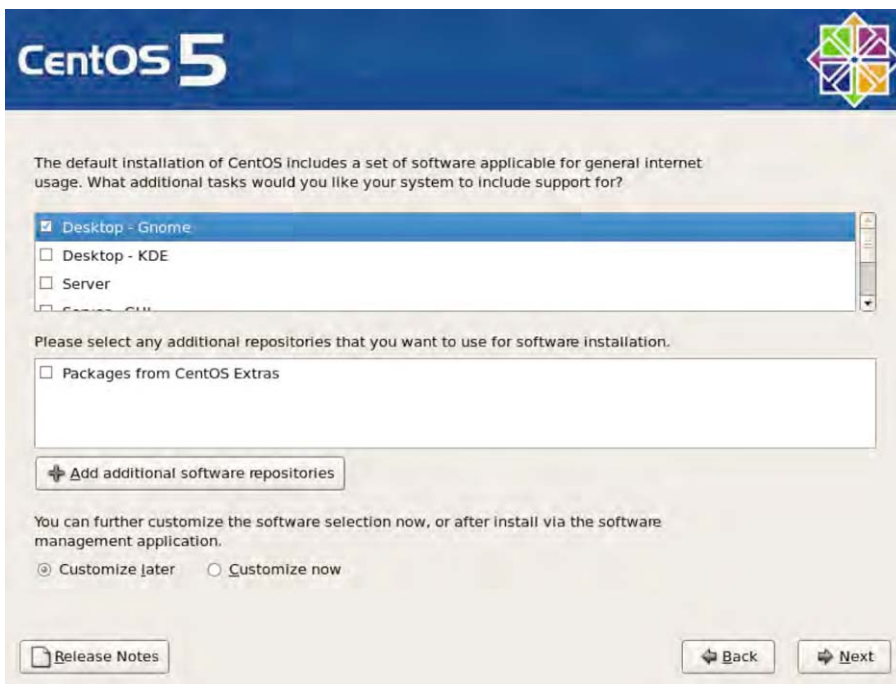 CentOS 5
The default installation of CentOS includes a set of software applicable for general internet
usage. What additional tasks would you like your system to include support for?
Desktop - Gnome
Desktop - KDE
Server
Please select any additional repositories that you want to use for software installation.
Packages from CentOS Extras
Add additional software repositories
You can further customize the software selection now, or after install via the software
management application.
Customize later Customize now
Release Notes Back Next